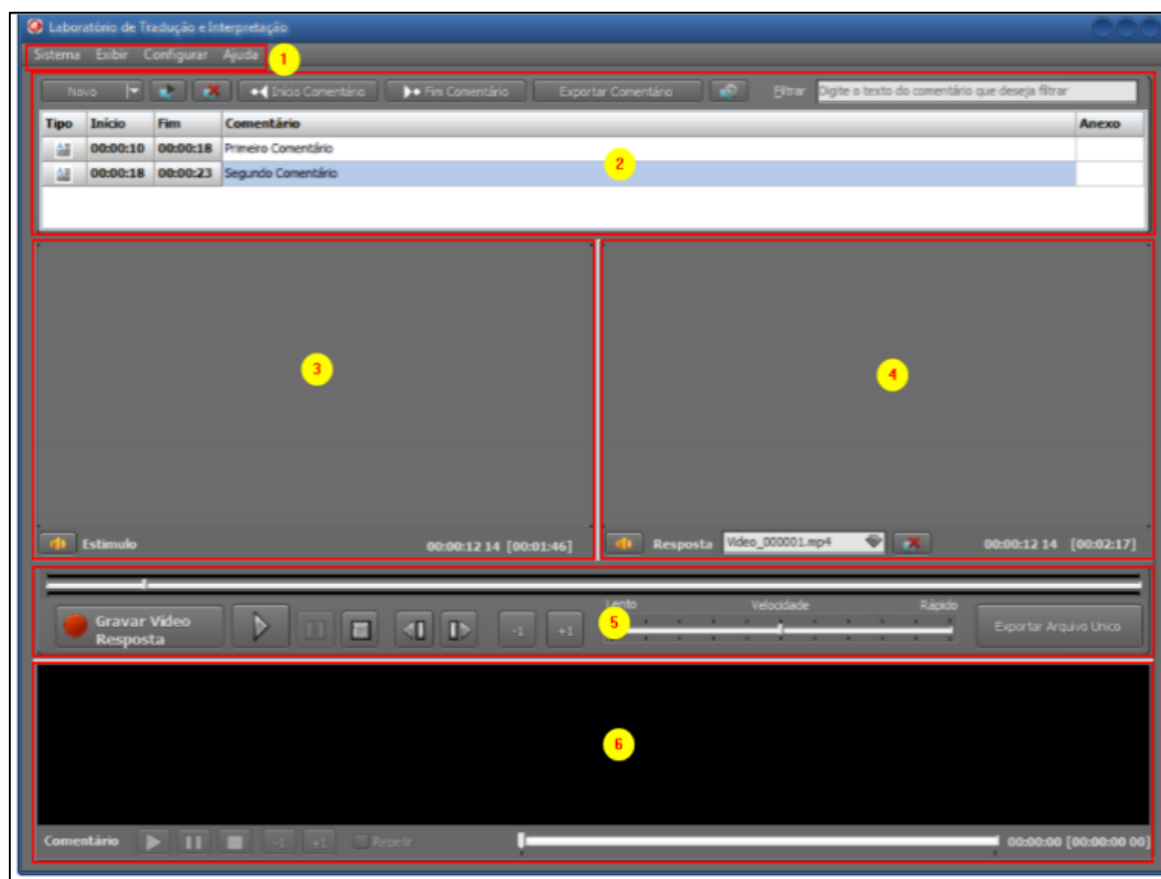 Laboratório de Tradução e Interpretação
Sistema Exibir Configurar Ajuda 1
Novo Início Comentário Fim Comentário Exportar Comentário Filtrar Digite o texto do comentário que deseja filtrar
Tipo Início Fim Comentário Anexo
00:00:10 00:00:18 Primeiro Comentário
2
00:00:18 00:00:23 Segundo Comentário
3 4
Estimulo 00:00:12 14 [00:01:46] Resposta Video_000001.mp4 00:00:12 14 [00:02:17]
Lento Velocidade Rápido
Gravar Vídeo Resposta -1 +1 5 Exportar Arquivo Unico
6
Comentário -1 +1 Repetir 00:00:00 [00:00:00 00]